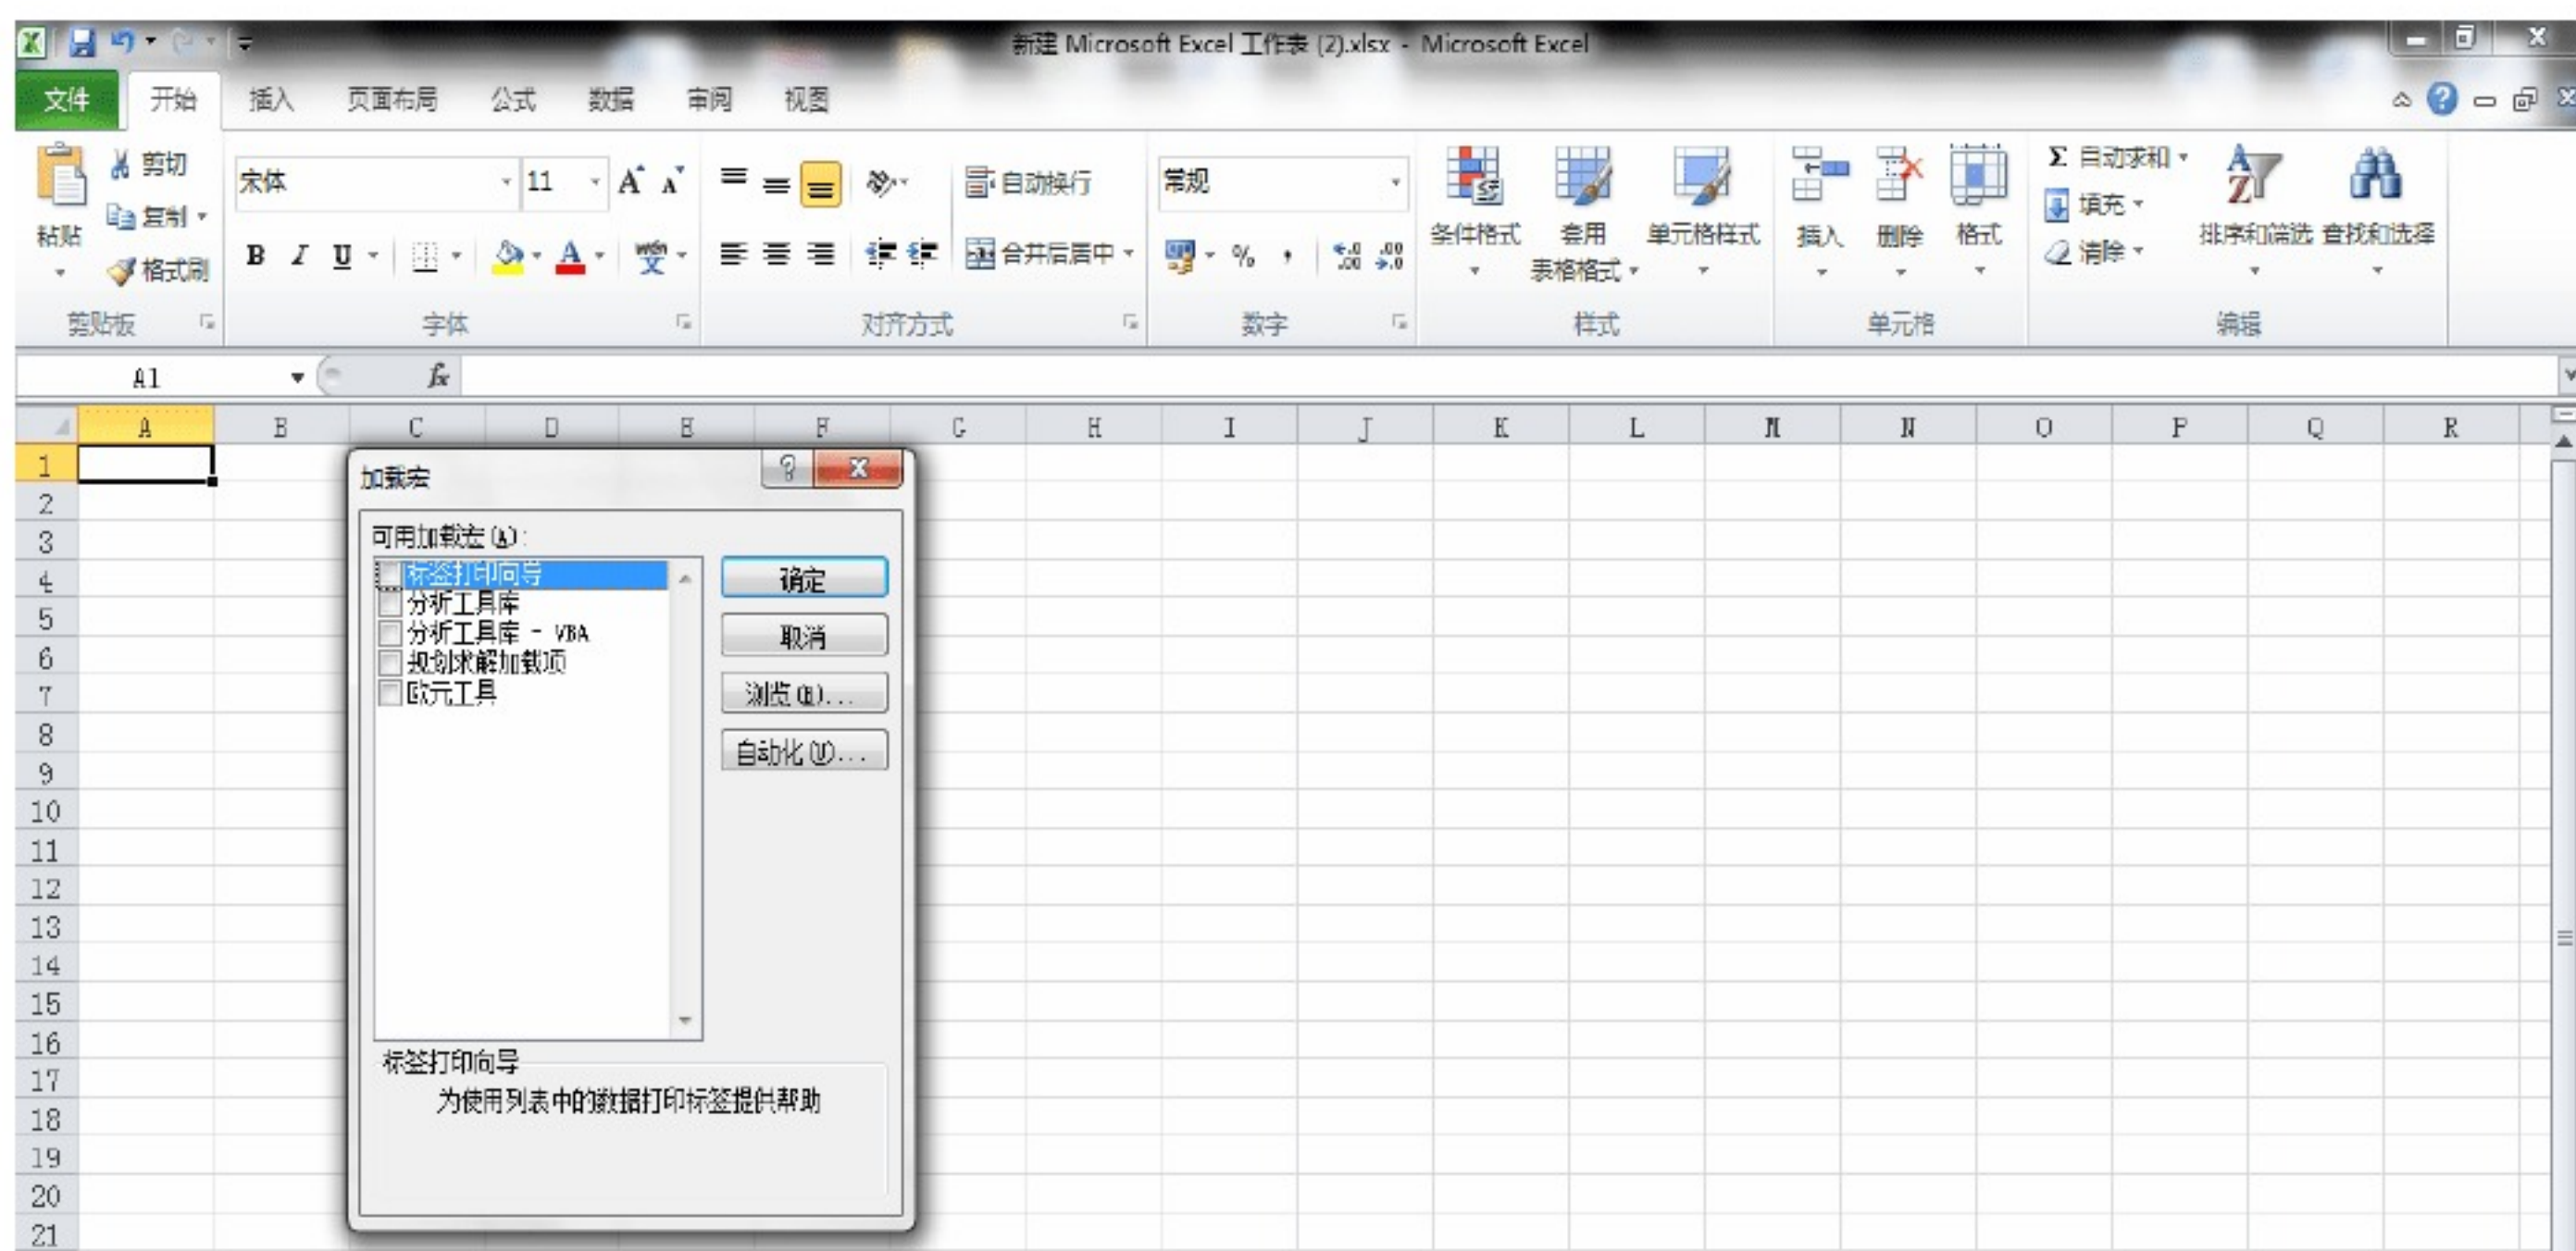 新建 Microsoft Excel 工作表 (2).xlsx - Microsoft Excel
文件 开始 插入 页面布局 公式 数据 审阅 视图
粘贴
剪切
复制
格式刷
剪贴板
宋体 11
B I U A wén 文
字体
自动换行
合并后居中
对齐方式
常规
% ,
数字
条件格式
套用
表格格式
单元格样式
样式
插入
删除
格式
单元格
Σ 自动求和
填充
清除
排序和筛选
查找和选择
编辑
A1 fx
A B C D E F G H I J K L M N O P Q R
1
2
3
4
5
6
7
8
9
10
11
12
13
14
15
16
17
18
19
20
21
加载宏
可用加载宏(A):
标签打印向导
分析工具库
分析工具库 - VBA
规划求解加载项
欧元工具
确定
取消
浏览(B)...
自动化(U)...
标签打印向导
为使用列表中的数据打印标签提供帮助